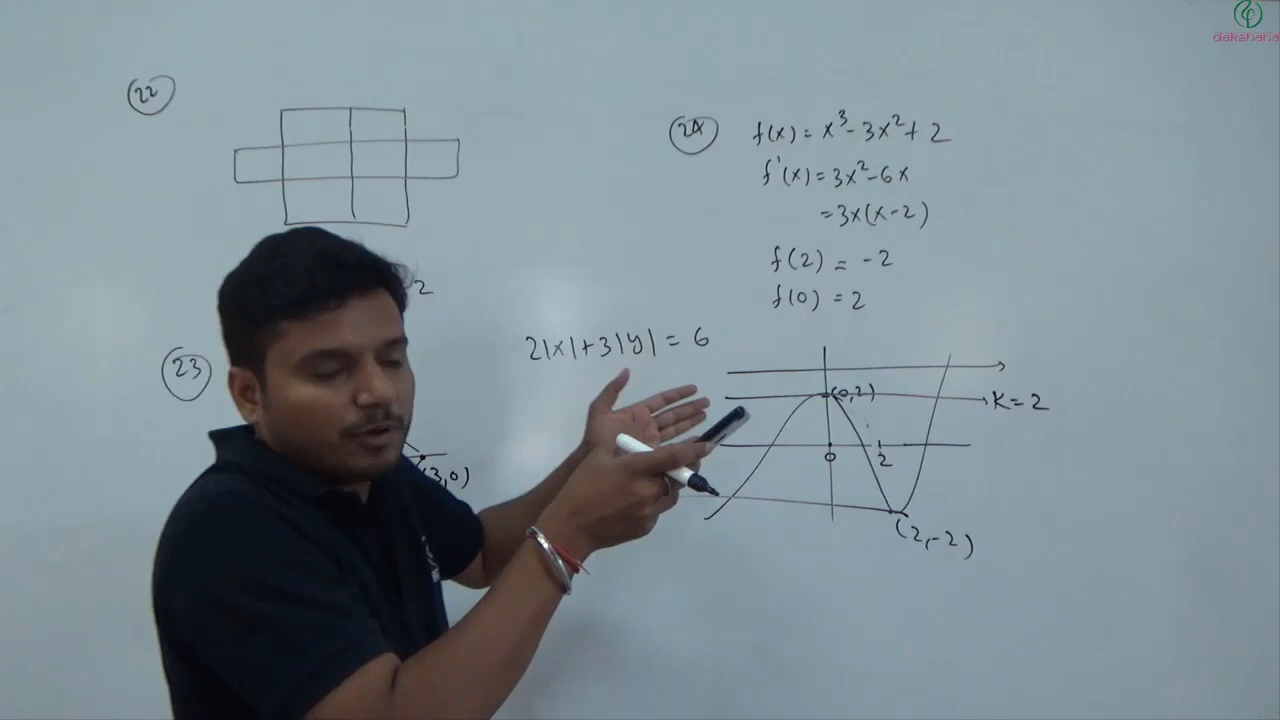 dakshana
22
2
23
(3,0)
2|x|+3|y| = 6
24
f(x) = x³-3x²+2
f'(x) = 3x²-6x
= 3x(x-2)
f(2) = -2
f(0) = 2
(0,2)
K=2
0
2
(2,-2)